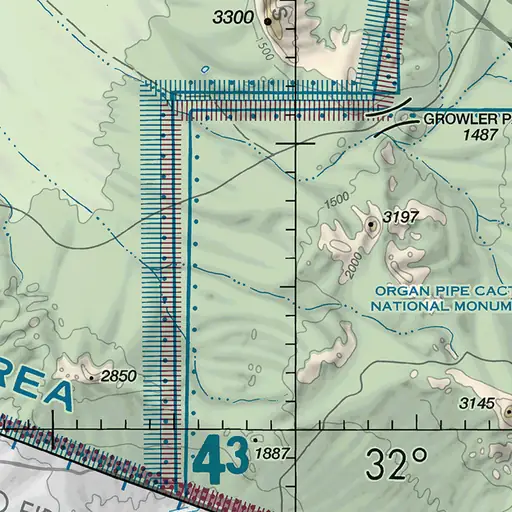 3300
1500
GROWLER P
1487
1500
3197
2000
ORGAN PIPE CACT
NATIONAL MONUM
2850
REA
3145
43
1887
32°